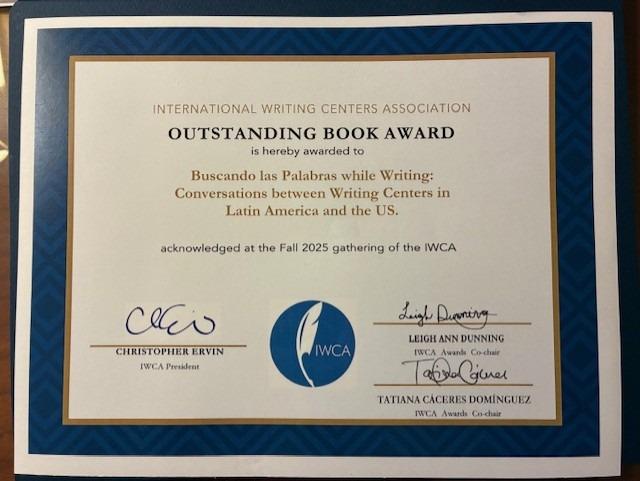 INTERNATIONAL WRITING CENTERS ASSOCIATION
OUTSTANDING BOOK AWARD
is hereby awarded to
Buscando las Palabras while Writing:
Conversations between Writing Centers in
Latin America and the US.
acknowledged at the Fall 2025 gathering of the IWCA
CHRISTOPHER ERVIN
IWCA President
IWCA
Leigh Dunning
LEIGH ANN DUNNING
IWCA Awards Co-chair
Tatiana Cáceres
TATIANA CÁCERES DOMÍNGUEZ
IWCA Awards Co-chair